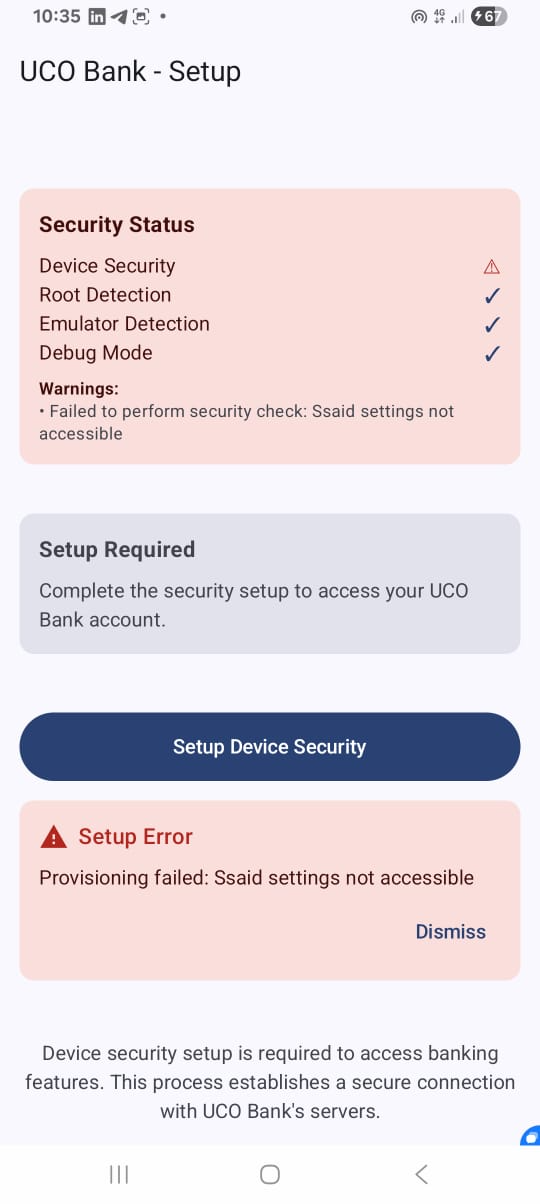 10:35
4G
67
UCO Bank - Setup
Security Status
Device Security
Root Detection
Emulator Detection
Debug Mode
Warnings:
• Failed to perform security check: Ssaid settings not
accessible
Setup Required
Complete the security setup to access your UCO
Bank account.
Setup Device Security
Setup Error
Provisioning failed: Ssaid settings not accessible
Dismiss
Device security setup is required to access banking
features. This process establishes a secure connection
with UCO Bank's servers.